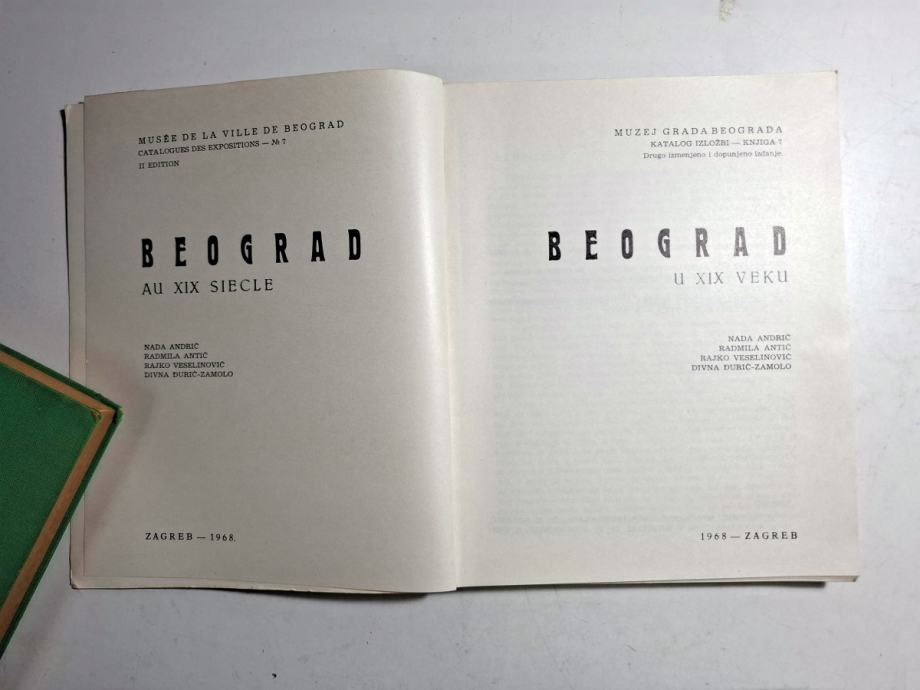 MUSÉE DE LA VILLE DE BEOGRAD
CATALOGUES DES EXPOSITIONS — № 7
II EDITION
BEOGRAD
AU XIX SIECLE
NADA ANDRIĆ
RADMILA ANTIĆ
RAJKO VESELINOVIĆ
DIVNA ĐURIĆ-ZAMOLO
ZAGREB — 1968.
MUZEJ GRADA BEOGRADA
KATALOG IZLOŽBI — KNJIGA 7
Drugo izmenjeno i dopunjeno izdanje.
BEOGRAD
U XIX VEKU
NADA ANDRIĆ
RADMILA ANTIĆ
RAJKO VESELINOVIĆ
DIVNA ĐURIĆ-ZAMOLO
1968 — ZAGREB